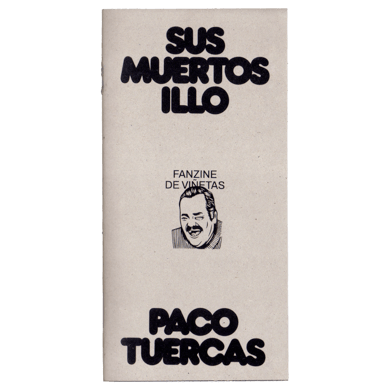 SUS
MUERTOS
ILLO
FANZINE
DE VIÑETAS
PACO
TUERCAS